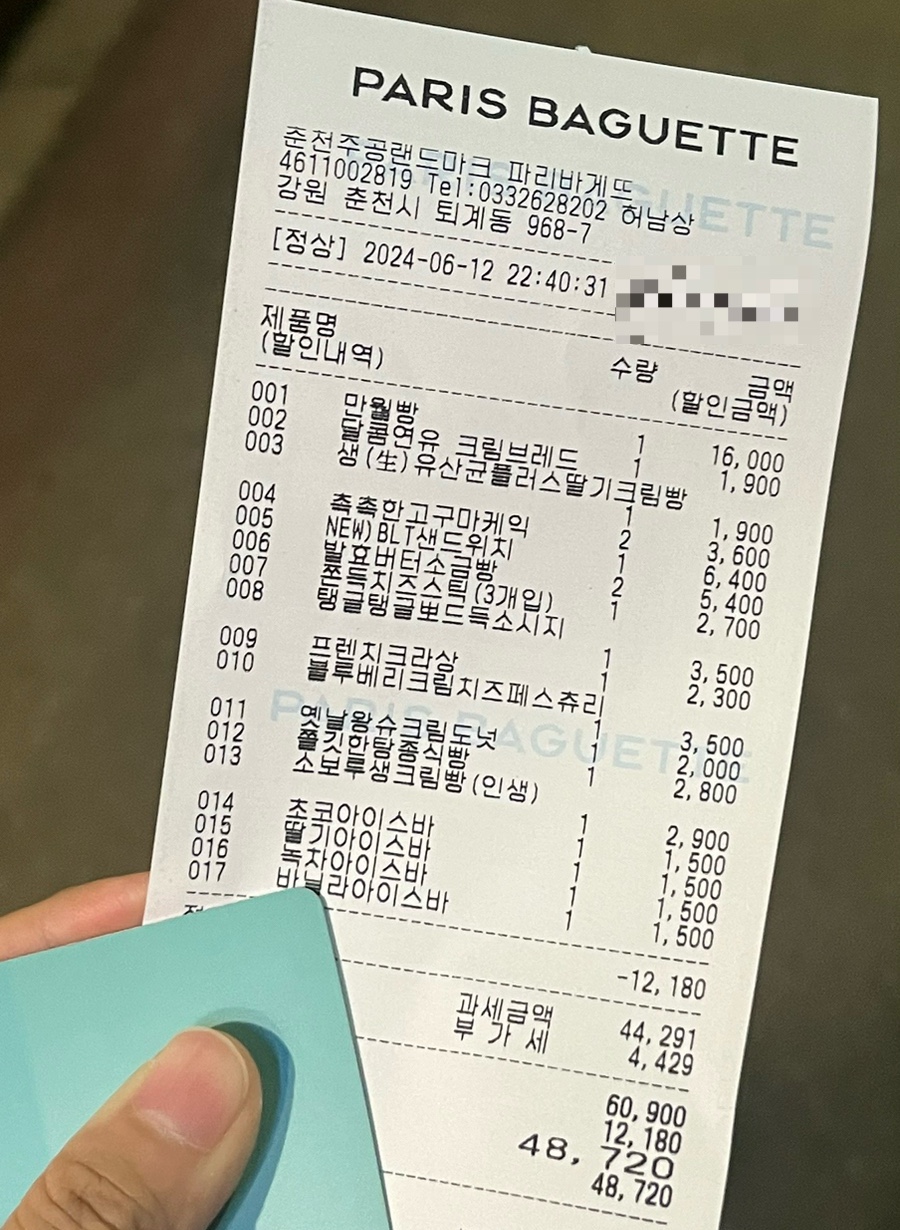 PARIS BAGUETTE
춘천주공랜드마크 파리바게뜨
4611002819 Tel:0332628202 허남상
강원 춘천시 퇴계동 968-7
[정상] 2024-06-12 22:40:31
제품명 수량 금액
(할인내역) (할인금액)
001 만월빵 1 16,000
002 달콤연유 크림브레드 1 1,900
003 생(生)유산균플러스딸기크림빵
1 1,900
004 촉촉한고구마케익 2 3,600
005 NEW)BLT샌드위치 1 6,400
006 발효버터소금빵 2 5,400
007 쫀득치즈스틱(3개입) 1 2,700
008 탱글탱글뽀드득소시지
1 3,500
009 프렌치크라상 1 2,300
010 블루베리크림치즈페스츄리
1 3,500
011 옛날왕슈크림도넛 1 2,000
012 쫄깃한탕종식빵 1 2,800
013 소보루생크림빵(인생)
1 2,900
014 초코아이스바 1 1,500
015 딸기아이스바 1 1,500
016 녹차아이스바 1 1,500
017 바닐라아이스바 1 1,500
-12,180
과세금액 44,291
부 가 세 4,429
60,900
12,180
48,720
48,720
PARIS BAGUETTE